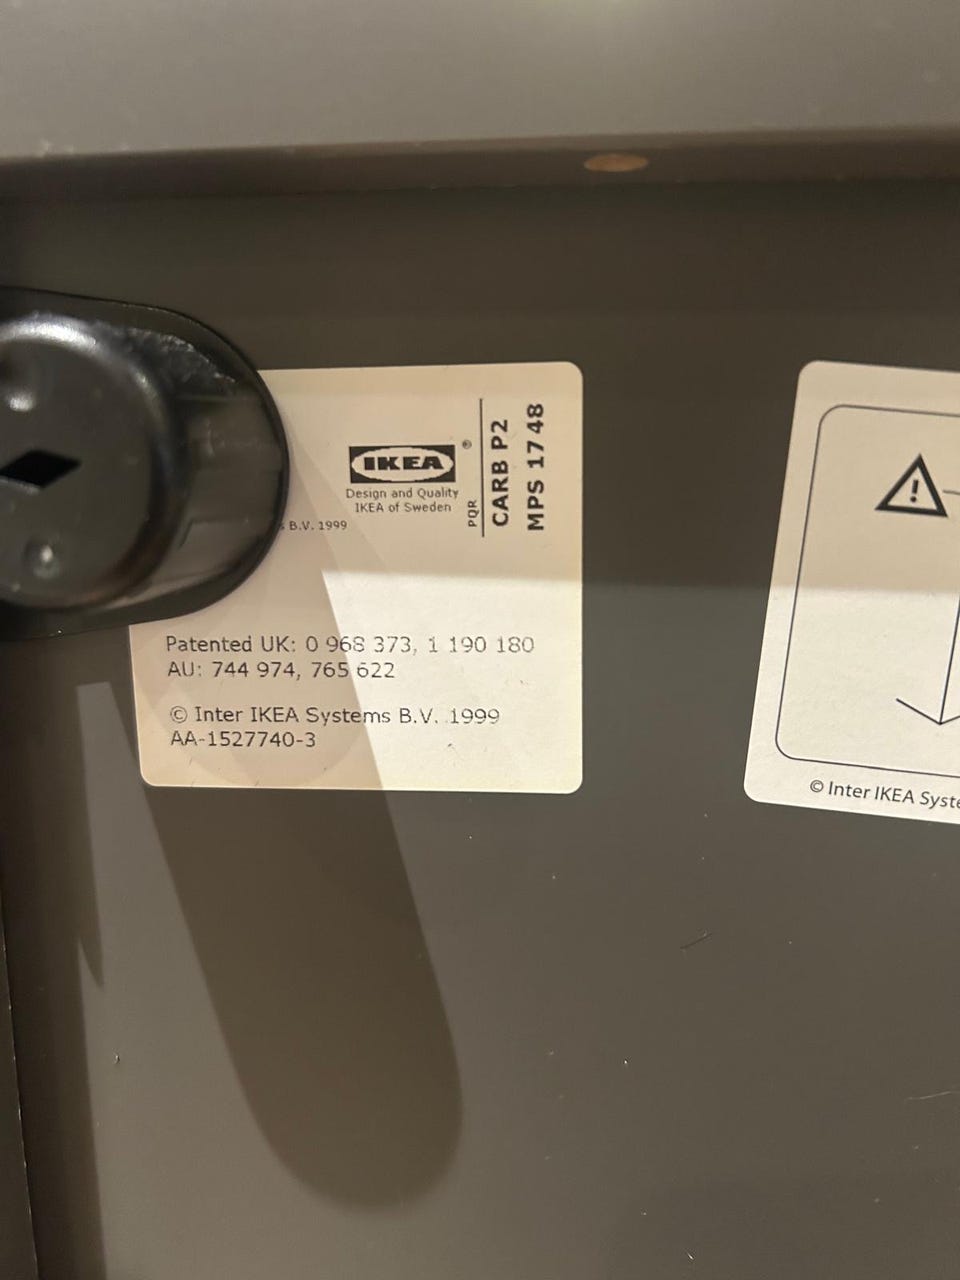 IKEA ®
Design and Quality
IKEA of Sweden
PQR
CARB P2
MPS 1748
B.V. 1999
Patented UK: 0 968 373, 1 190 180
AU: 744 974, 765 622
© Inter IKEA Systems B.V. 1999
AA-1527740-3
!
© Inter IKEA Syste